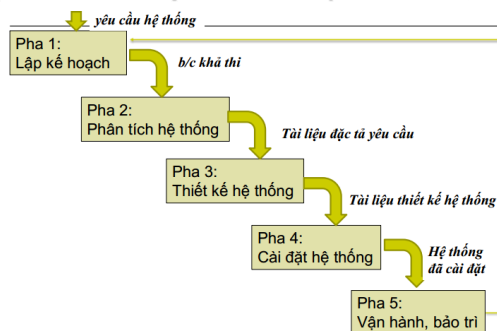 yêu cầu hệ thống
Pha 1:
Lập kế hoạch
b/c khả thi
Pha 2:
Phân tích hệ thống
Tài liệu đặc tả yêu cầu
Pha 3:
Thiết kế hệ thống
Tài liệu thiết kế hệ thống
Pha 4:
Cài đặt hệ thống
Hệ thống
đã cài đặt
Pha 5:
Vận hành, bảo trì